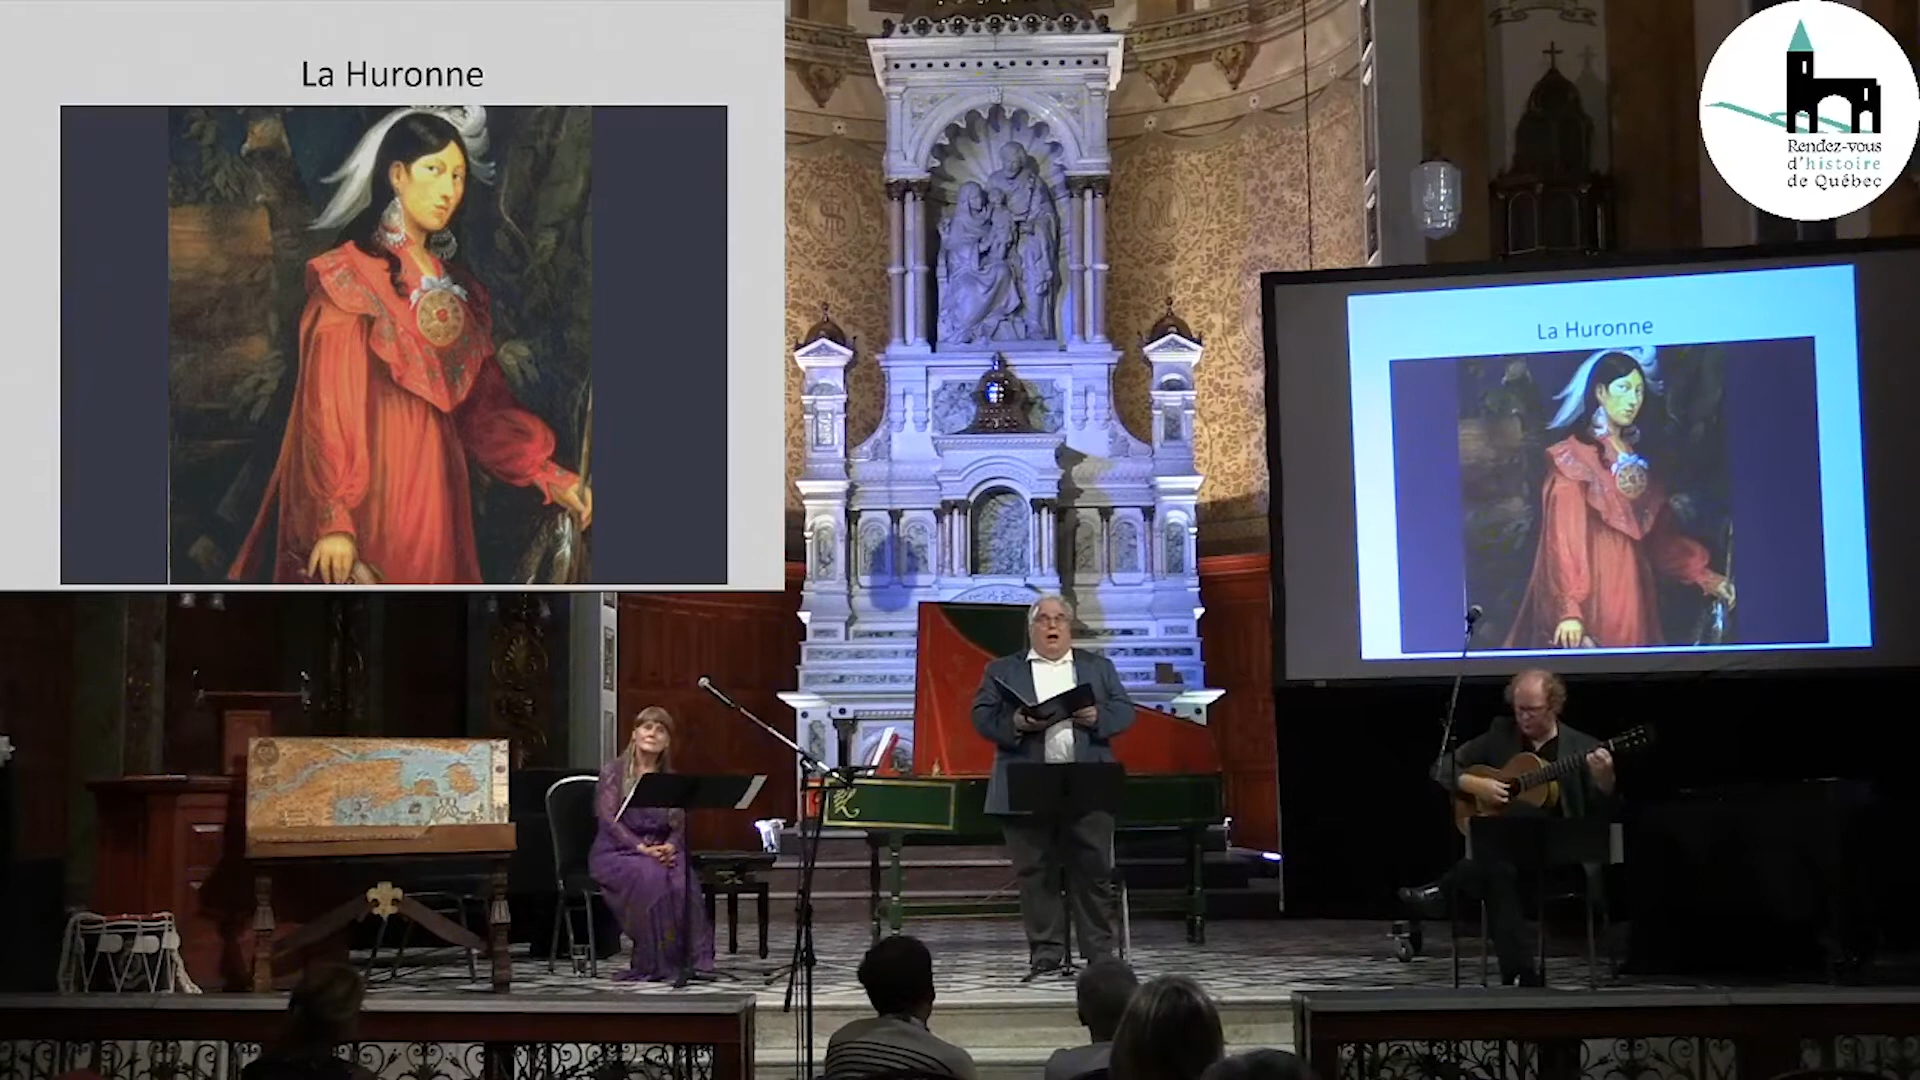 La Huronne
Rendez-vous
d'histoire
de Québec
La Huronne